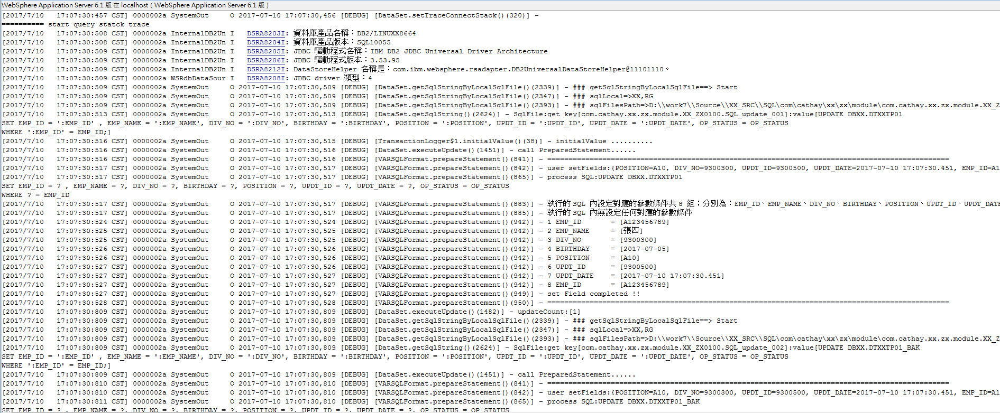 WebSphere Application Server 6.1 版 在 localhost ( WebSphere Application Server 6.1 版 )
[2017/7/10   17:07:30:457 CST] 0000002a SystemOut     O 2017-07-10 17:07:30,456 [DEBUG] [DataSet.setTraceConnectStack()(320)] -
========== start query statck trace
[2017/7/10   17:07:30:508 CST] 0000002a InternalDB2Un I   DSRA8203I: 資料庫產品名稱：DB2/LINUXX8664
[2017/7/10   17:07:30:508 CST] 0000002a InternalDB2Un I   DSRA8204I: 資料庫產品版本：SQL10055
[2017/7/10   17:07:30:509 CST] 0000002a InternalDB2Un I   DSRA8205I: JDBC 驅動程式名稱：IBM DB2 JDBC Universal Driver Architecture
[2017/7/10   17:07:30:509 CST] 0000002a InternalDB2Un I   DSRA8206I: JDBC 驅動程式版本：3.53.95
[2017/7/10   17:07:30:509 CST] 0000002a InternalDB2Un I   DSRA8212I: DataStoreHelper 名稱是：com.ibm.websphere.rsadapter.DB2UniversalDataStoreHelper@11101110。
[2017/7/10   17:07:30:509 CST] 0000002a WSRdbDataSour I   DSRA8208I: JDBC driver 類型：4
[2017/7/10   17:07:30:509 CST] 0000002a SystemOut     O 2017-07-10 17:07:30,509 [DEBUG] [DataSet.getSqlStringByLocalSqlFile()(2339)] - ### getSqlStringByLocalSqlFile==> Start
[2017/7/10   17:07:30:509 CST] 0000002a SystemOut     O 2017-07-10 17:07:30,509 [DEBUG] [DataSet.getSqlStringByLocalSqlFile()(2347)] - ### sqlLocal=>XX,RG
[2017/7/10   17:07:30:509 CST] 0000002a SystemOut     O 2017-07-10 17:07:30,509 [DEBUG] [DataSet.getSqlStringByLocalSqlFile()(2393)] - ### sqlFilesPath=>D:\\work7\\Source\\XX_SRC\\SQL\com\cathay\xx\zx\module\com.cathay.xx.zx.module.XX_Z
[2017/7/10   17:07:30:513 CST] 0000002a SystemOut     O 2017-07-10 17:07:30,513 [DEBUG] [DataSet.getSqlString()(2624)] - SqlFile:get key[com.cathay.xx.zx.module.XX_ZX0100.SQL_update_001]:value[UPDATE DBXX.DTXXTP01
SET EMP_ID = ':EMP_ID' , EMP_NAME = ':EMP_NAME', DIV_NO = ':DIV_NO', BIRTHDAY = ':BIRTHDAY', POSITION = ':POSITION', UPDT_ID = ':UPDT_ID', UPDT_DATE = ':UPDT_DATE', OP_STATUS = OP_STATUS
WHERE ':EMP_ID' = EMP_ID;]
[2017/7/10   17:07:30:516 CST] 0000002a SystemOut     O 2017-07-10 17:07:30,515 [DEBUG] [TransactionLogger$1.initialValue()(38)] - initialValue ..........
[2017/7/10   17:07:30:516 CST] 0000002a SystemOut     O 2017-07-10 17:07:30,516 [DEBUG] [DataSet.executeUpdate()(1451)] - call PreparedStatement......
[2017/7/10   17:07:30:516 CST] 0000002a SystemOut     O 2017-07-10 17:07:30,516 [DEBUG] [VARSQLFormat.prepareStatement()(841)] - ===============================================================================================
[2017/7/10   17:07:30:517 CST] 0000002a SystemOut     O 2017-07-10 17:07:30,517 [DEBUG] [VARSQLFormat.prepareStatement()(842)] - user setFields:{POSITION=A10, DIV_NO=9300300, UPDT_ID=9300500, UPDT_DATE=2017-07-10 17:07:30.451, EMP_ID=A1
[2017/7/10   17:07:30:517 CST] 0000002a SystemOut     O 2017-07-10 17:07:30,517 [DEBUG] [VARSQLFormat.prepareStatement()(865)] - process SQL:UPDATE DBXX.DTXXTP01
SET EMP_ID = ? , EMP_NAME = ?, DIV_NO = ?, BIRTHDAY = ?, POSITION = ?, UPDT_ID = ?, UPDT_DATE = ?, OP_STATUS = OP_STATUS
WHERE ? = EMP_ID
[2017/7/10   17:07:30:517 CST] 0000002a SystemOut     O 2017-07-10 17:07:30,517 [DEBUG] [VARSQLFormat.prepareStatement()(883)] - 執行的 SQL 內設定對應的參數條件共 8 組；分別為：EMP_ID、EMP_NAME、DIV_NO、BIRTHDAY、POSITION、UPDT_ID、UPDT_DATE
[2017/7/10   17:07:30:517 CST] 0000002a SystemOut     O 2017-07-10 17:07:30,517 [DEBUG] [VARSQLFormat.prepareStatement()(885)] - 執行的 SQL 內無設定任何對應的參數條件
[2017/7/10   17:07:30:524 CST] 0000002a SystemOut     O 2017-07-10 17:07:30,524 [DEBUG] [VARSQLFormat.prepareStatement()(942)] - 1 EMP_ID       = [A123456789]
[2017/7/10   17:07:30:525 CST] 0000002a SystemOut     O 2017-07-10 17:07:30,525 [DEBUG] [VARSQLFormat.prepareStatement()(942)] - 2 EMP_NAME     = [張四]
[2017/7/10   17:07:30:525 CST] 0000002a SystemOut     O 2017-07-10 17:07:30,525 [DEBUG] [VARSQLFormat.prepareStatement()(942)] - 3 DIV_NO       = [9300300]
[2017/7/10   17:07:30:526 CST] 0000002a SystemOut     O 2017-07-10 17:07:30,526 [DEBUG] [VARSQLFormat.prepareStatement()(942)] - 4 BIRTHDAY     = [2017-07-05]
[2017/7/10   17:07:30:526 CST] 0000002a SystemOut     O 2017-07-10 17:07:30,526 [DEBUG] [VARSQLFormat.prepareStatement()(942)] - 5 POSITION     = [A10]
[2017/7/10   17:07:30:527 CST] 0000002a SystemOut     O 2017-07-10 17:07:30,527 [DEBUG] [VARSQLFormat.prepareStatement()(942)] - 6 UPDT_ID      = [9300500]
[2017/7/10   17:07:30:527 CST] 0000002a SystemOut     O 2017-07-10 17:07:30,527 [DEBUG] [VARSQLFormat.prepareStatement()(942)] - 7 UPDT_DATE    = [2017-07-10 17:07:30.451]
[2017/7/10   17:07:30:527 CST] 0000002a SystemOut     O 2017-07-10 17:07:30,527 [DEBUG] [VARSQLFormat.prepareStatement()(942)] - 8 EMP_ID       = [A123456789]
[2017/7/10   17:07:30:527 CST] 0000002a SystemOut     O 2017-07-10 17:07:30,527 [DEBUG] [VARSQLFormat.prepareStatement()(949)] - set Field completed !!
[2017/7/10   17:07:30:528 CST] 0000002a SystemOut     O 2017-07-10 17:07:30,528 [DEBUG] [VARSQLFormat.prepareStatement()(950)] - ===============================================================================================
[2017/7/10   17:07:30:809 CST] 0000002a SystemOut     O 2017-07-10 17:07:30,809 [DEBUG] [DataSet.executeUpdate()(1482)] - updateCount:[1]
[2017/7/10   17:07:30:809 CST] 0000002a SystemOut     O 2017-07-10 17:07:30,809 [DEBUG] [DataSet.getSqlStringByLocalSqlFile()(2339)] - ### getSqlStringByLocalSqlFile==> Start
[2017/7/10   17:07:30:809 CST] 0000002a SystemOut     O 2017-07-10 17:07:30,809 [DEBUG] [DataSet.getSqlStringByLocalSqlFile()(2347)] - ### sqlLocal=>XX,RG
[2017/7/10   17:07:30:809 CST] 0000002a SystemOut     O 2017-07-10 17:07:30,809 [DEBUG] [DataSet.getSqlStringByLocalSqlFile()(2393)] - ### sqlFilesPath=>D:\\work7\\Source\\XX_SRC\\SQL\com\cathay\xx\zx\module\com.cathay.xx.zx.module.XX_Z
[2017/7/10   17:07:30:809 CST] 0000002a SystemOut     O 2017-07-10 17:07:30,809 [DEBUG] [DataSet.getSqlString()(2624)] - SqlFile:get key[com.cathay.xx.zx.module.XX_ZX0100.SQL_update_002]:value[UPDATE DBXX.DTXXTP01_BAK
SET EMP_ID = ':EMP_ID' , EMP_NAME = ':EMP_NAME', DIV_NO = ':DIV_NO', BIRTHDAY = ':BIRTHDAY', POSITION = ':POSITION', UPDT_ID = ':UPDT_ID', UPDT_DATE = ':UPDT_DATE', OP_STATUS = OP_STATUS
WHERE ':EMP_ID' = EMP_ID;]
[2017/7/10   17:07:30:809 CST] 0000002a SystemOut     O 2017-07-10 17:07:30,809 [DEBUG] [DataSet.executeUpdate()(1451)] - call PreparedStatement......
[2017/7/10   17:07:30:810 CST] 0000002a SystemOut     O 2017-07-10 17:07:30,810 [DEBUG] [VARSQLFormat.prepareStatement()(841)] - ===============================================================================================
[2017/7/10   17:07:30:810 CST] 0000002a SystemOut     O 2017-07-10 17:07:30,810 [DEBUG] [VARSQLFormat.prepareStatement()(842)] - user setFields:{POSITION=A10, DIV_NO=9300300, UPDT_ID=9300500, UPDT_DATE=2017-07-10 17:07:30.451, EMP_ID=A1
[2017/7/10   17:07:30:811 CST] 0000002a SystemOut     O 2017-07-10 17:07:30,810 [DEBUG] [VARSQLFormat.prepareStatement()(865)] - process SQL:UPDATE DBXX.DTXXTP01_BAK
SET EMP_ID = ? , EMP_NAME = ?, DIV_NO = ?, BIRTHDAY = ?, POSITION = ?, UPDT_ID = ?, UPDT_DATE = ?, OP_STATUS = OP_STATUS